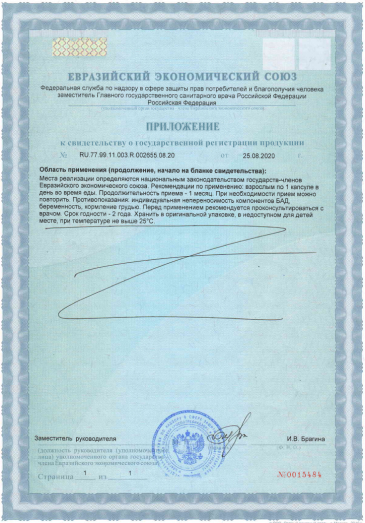 ЕВРАЗИЙСКИЙ ЭКОНОМИЧЕСКИЙ СОЮЗ
Федеральная служба по надзору в сфере защиты прав потребителей и благополучия человека
заместитель Главного государственного санитарного врача Российской Федерации
Российская Федерация
ПРИЛОЖЕНИЕ
к свидетельству о государственной регистрации продукции
№ RU.77.99.11.003.R.002655.08.20 от 25.08.2020 г.
Область применения (продолжение, начало на бланке свидетельства):
Места реализации определяются национальным законодательством государств-членов
Евразийского экономического союза. Рекомендации по применению: взрослым по 1 капсуле в
день во время еды. Продолжительность приема - 1 месяц. При необходимости прием можно
повторить. Противопоказания: индивидуальная непереносимость компонентов БАД,
беременность, кормление грудью. Перед применением рекомендуется проконсультироваться с
врачом. Срок годности - 2 года. Хранить в оригинальной упаковке, в недоступном для детей
месте, при температуре не выше 25°С.
Заместитель руководителя И.В. Брагина
(должность руководителя (уполномоченного
лица) уполномоченного органа государства-
члена Евразийского экономического союза)
Страница 1 из 1
№0015484